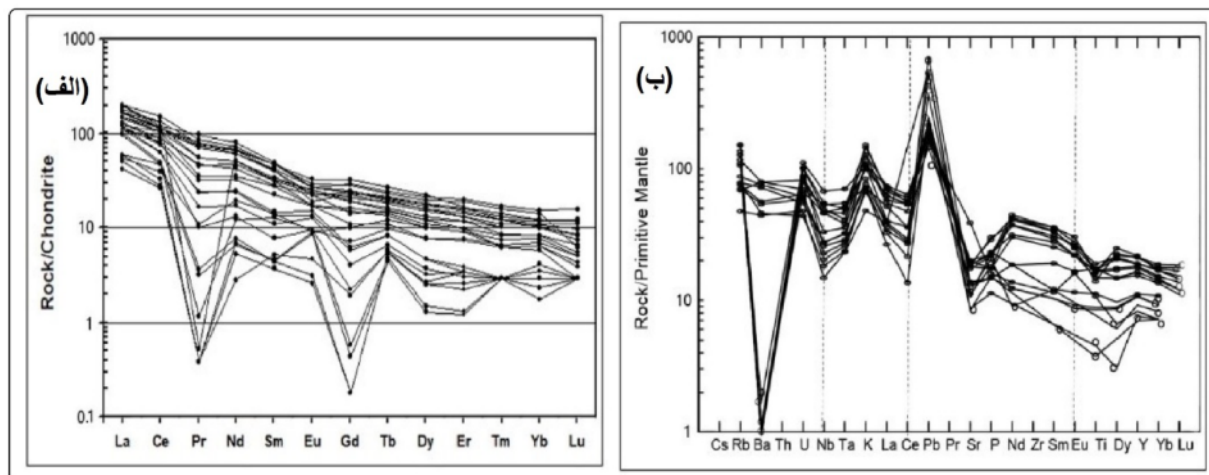 (الف)
Rock/Chondrite
1000
100
10
1
0.1
La Ce Pr Nd Sm Eu Gd Tb Dy Er Tm Yb Lu
(ب)
Rock/Primitive Mantle
1000
100
10
1
Cs Rb Ba Th U Nb Ta K La Ce Pb Pr Sr P Nd Zr Sm Eu Ti Dy Y Yb Lu